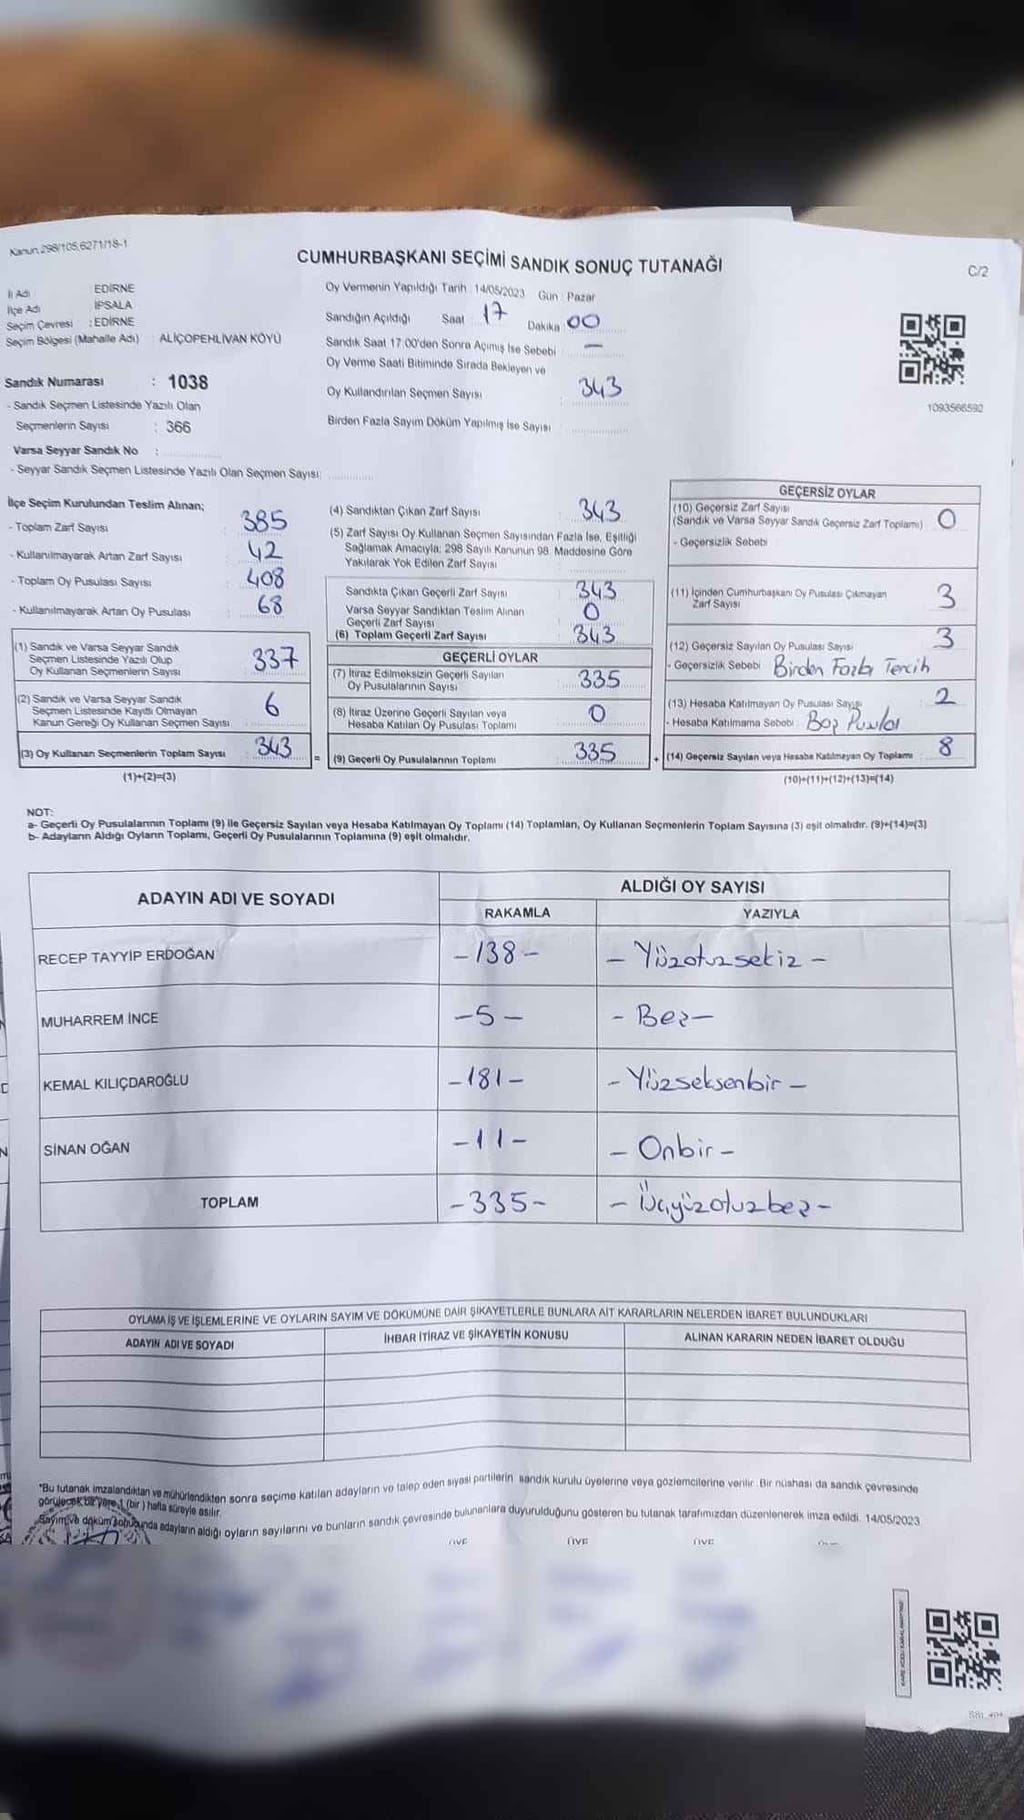 Kanun.298/105,6271/18-1
CUMHURBAŞKANI SEÇİMİ SANDIK SONUÇ TUTANAĞI
C/2
İl Adı EDİRNE
İlçe Adı İPSALA
Seçim Çevresi : EDİRNE
Seçim Bölgesi (Mahalle Adı) : ALİÇOPEHLİVAN KÖYÜ
Sandık Numarası : 1038
- Sandık Seçmen Listesinde Yazılı Olan
Seçmenlerin Sayısı : 366
Varsa Seyyar Sandık No :
- Seyyar Sandık Seçmen Listesinde Yazılı Olan Seçmen Sayısı:
Oy Vermenin Yapıldığı Tarih : 14/05/2023 Gün : Pazar
Sandığın Açıldığı Saat : 17 Dakika 00
Sandık Saat 17:00'den Sonra Açımış İse Sebebi : —
Oy Verme Saati Bitiminde Sırada Bekleyen ve
Oy Kullandırılan Seçmen Sayısı 343
Birden Fazla Sayım Döküm Yapılmış İse Sayısı
1093566592
İlçe Seçim Kurulundan Teslim Alınan;
- Toplam Zarf Sayısı : 385
- Kullanılmayarak Artan Zarf Sayısı : 42
- Toplam Oy Pusulası Sayısı : 408
- Kullanılmayarak Artan Oy Pusulası : 68
(1) Sandık ve Varsa Seyyar Sandık
Seçmen Listesinde Yazılı Olup
Oy Kullanan Seçmenlerin Sayısı 337
(2) Sandık ve Varsa Seyyar Sandık
Seçmen Listesinde Kayıtlı Olmayan
Kanun Gereği Oy Kullanan Seçmen Sayısı 6
(3) Oy Kullanan Seçmenlerin Toplam Sayısı 343
(1)+(2)=(3)
(4) Sandıktan Çıkan Zarf Sayısı 343
(5) Zarf Sayısı Oy Kullanan Seçmen Sayısından Fazla İse, Eşitliği
Sağlamak Amacıyla; 298 Sayılı Kanunun 98. Maddesine Göre
Yakılarak Yok Edilen Zarf Sayısı
Sandıkta Çıkan Geçerli Zarf Sayısı 343
Varsa Seyyar Sandıktan Teslim Alınan
Geçerli Zarf Sayısı 0
(6) Toplam Geçerli Zarf Sayısı 343
GEÇERLİ OYLAR
(7) İtiraz Edilmeksizin Geçerli Sayılan
Oy Pusulalarının Sayısı 335
(8) İtiraz Üzerine Geçerli Sayılan veya
Hesaba Katılan Oy Pusulası Toplamı 0
= (9) Geçerli Oy Pusulalarının Toplamı 335 +
GEÇERSİZ OYLAR
(10) Geçersiz Zarf Sayısı
(Sandık ve Varsa Seyyar Sandık Geçersiz Zarf Toplamı) 0
- Geçersizlik Sebebi :
(11) İçinden Cumhurbaşkanı Oy Pusulası Çıkmayan
Zarf Sayısı 3
(12) Geçersiz Sayılan Oy Pusulası Sayısı 3
- Geçersizlik Sebebi Birden Fazla Tercih
(13) Hesaba Katılmayan Oy Pusulası Sayısı 2
- Hesaba Katılmama Sebebi : Boş Pusula
(14) Geçersiz Sayılan veya Hesaba Katılmayan Oy Toplamı : 8
(10)+(11)+(12)+(13)=(14)
NOT:
a- Geçerli Oy Pusulalarının Toplamı (9) ile Geçersiz Sayılan veya Hesaba Katılmayan Oy Toplamı (14) Toplamları, Oy Kullanan Seçmenlerin Toplam Sayısına (3) eşit olmalıdır. (9)+(14)=(3)
b- Adayların Aldığı Oyların Toplamı, Geçerli Oy Pusulalarının Toplamına (9) eşit olmalıdır.
ADAYIN ADI VE SOYADI
ALDIĞI OY SAYISI
RAKAMLA YAZIYLA
RECEP TAYYİP ERDOĞAN -138- - Yüzotuzsekiz -
MUHARREM İNCE -5- - Beş -
KEMAL KILIÇDAROĞLU -181- - Yüzseksenbir -
SİNAN OĞAN -11- - Onbir -
TOPLAM -335- - Üçyüzotuzbeş -
OYLAMA İŞ VE İŞLEMLERİNE VE OYLARIN SAYIM VE DÖKÜMÜNE DAİR ŞİKAYETLERLE BUNLARA AİT KARARLARIN NELERDEN İBARET BULUNDUKLARI
ADAYIN ADI VE SOYADI İHBAR İTİRAZ VE ŞİKAYETİN KONUSU ALINAN KARARIN NEDEN İBARET OLDUĞU
"Bu tutanak imzalandıktan ve mühürlendikten sonra seçime katılan adayların ve talep eden siyasi partilerin sandık kurulu üyelerine veya gözlemcilerine verilir. Bir nüshası da sandık çevresinde
görülecek bir yere 1 (bir) hafta süreyle asılır.
Sayım ve döküm sonucunda adayların aldığı oyların sayılarını ve bunların sandık çevresinde bulunanlara duyurulduğunu gösteren bu tutanak tarafımızdan düzenlenerek imza edildi. 14/05/2023
ÜYE ÜYE ÜYE